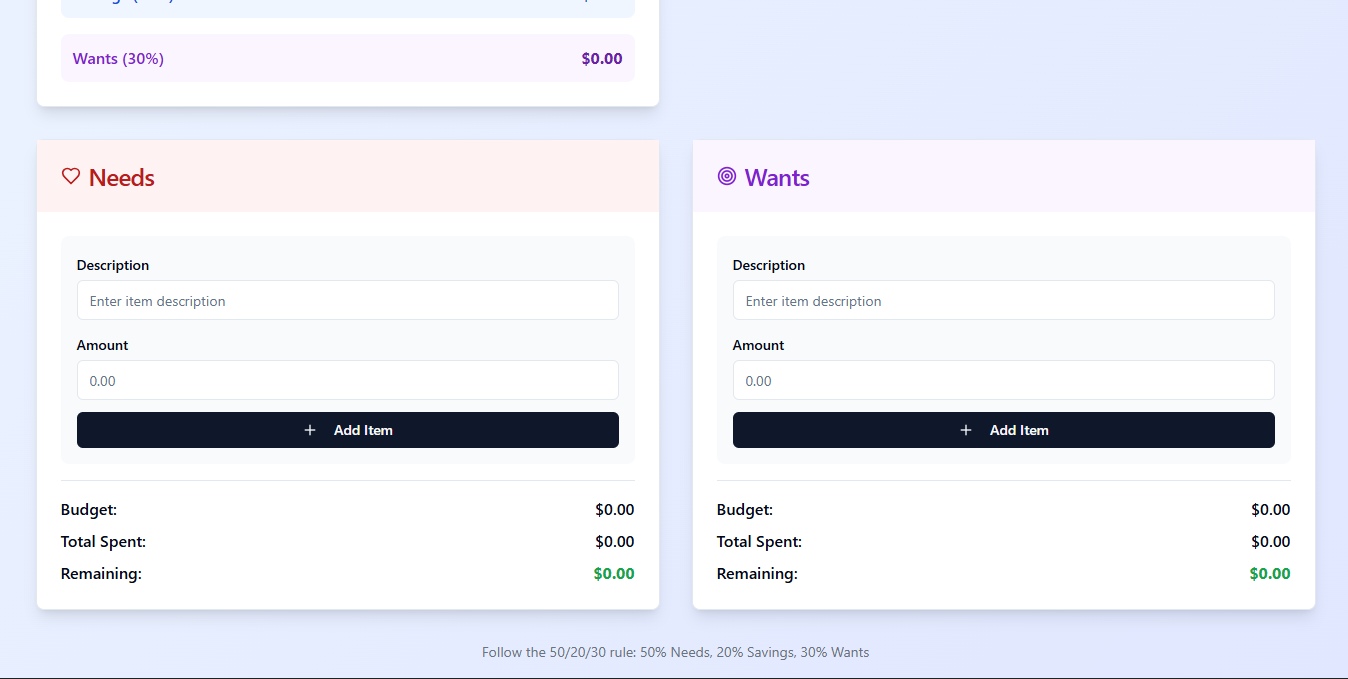 Wants (30%) $0.00
Needs
Description
Enter item description
Amount
0.00
+ Add Item
Budget: $0.00
Total Spent: $0.00
Remaining: $0.00
Wants
Description
Enter item description
Amount
0.00
+ Add Item
Budget: $0.00
Total Spent: $0.00
Remaining: $0.00
Follow the 50/20/30 rule: 50% Needs, 20% Savings, 30% Wants